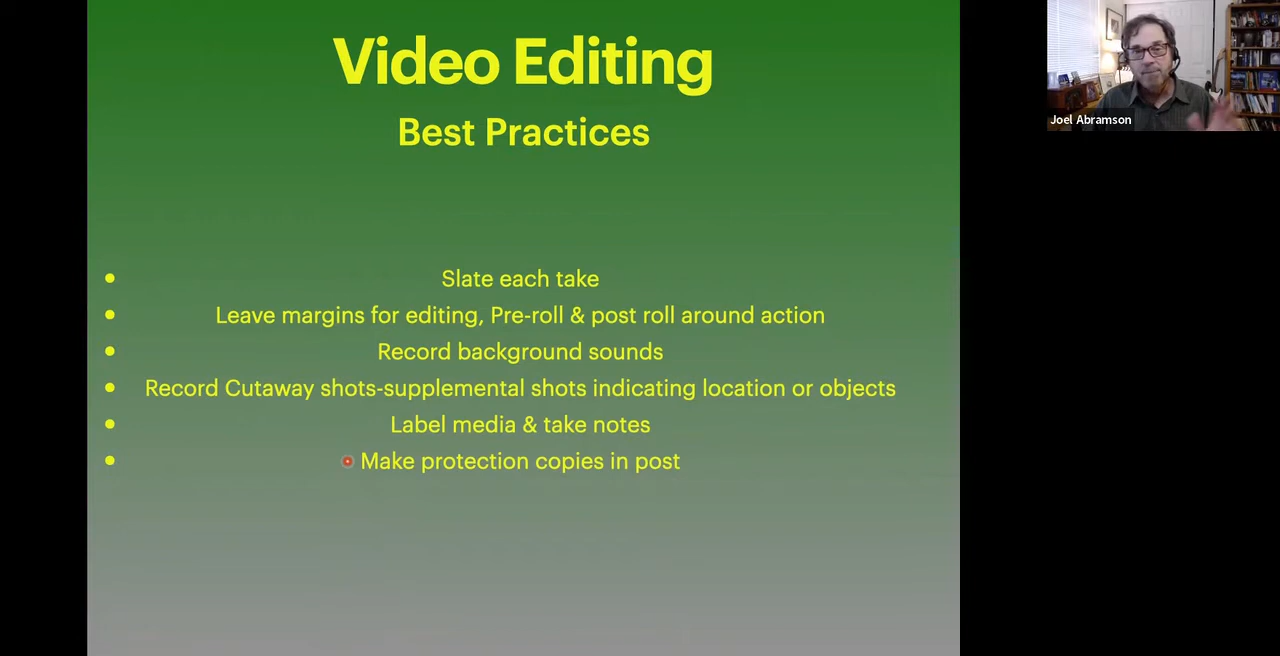 Video Editing
Best Practices
Slate each take
Leave margins for editing, Pre-roll & post roll around action
Record background sounds
Record Cutaway shots-supplemental shots indicating location or objects
Label media & take notes
Make protection copies in post
Joel Abramson